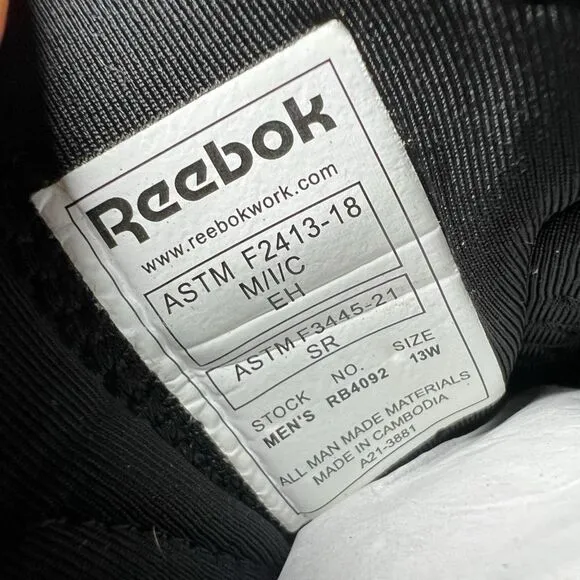 Reebok
www.reebokwork.com
ASTM F2413-18
M/I/C
EH
ASTM F3445-21
SR
STOCK NO. SIZE
MEN'S RB4092 13W
ALL MAN MADE MATERIALS
MADE IN CAMBODIA
A21-3881